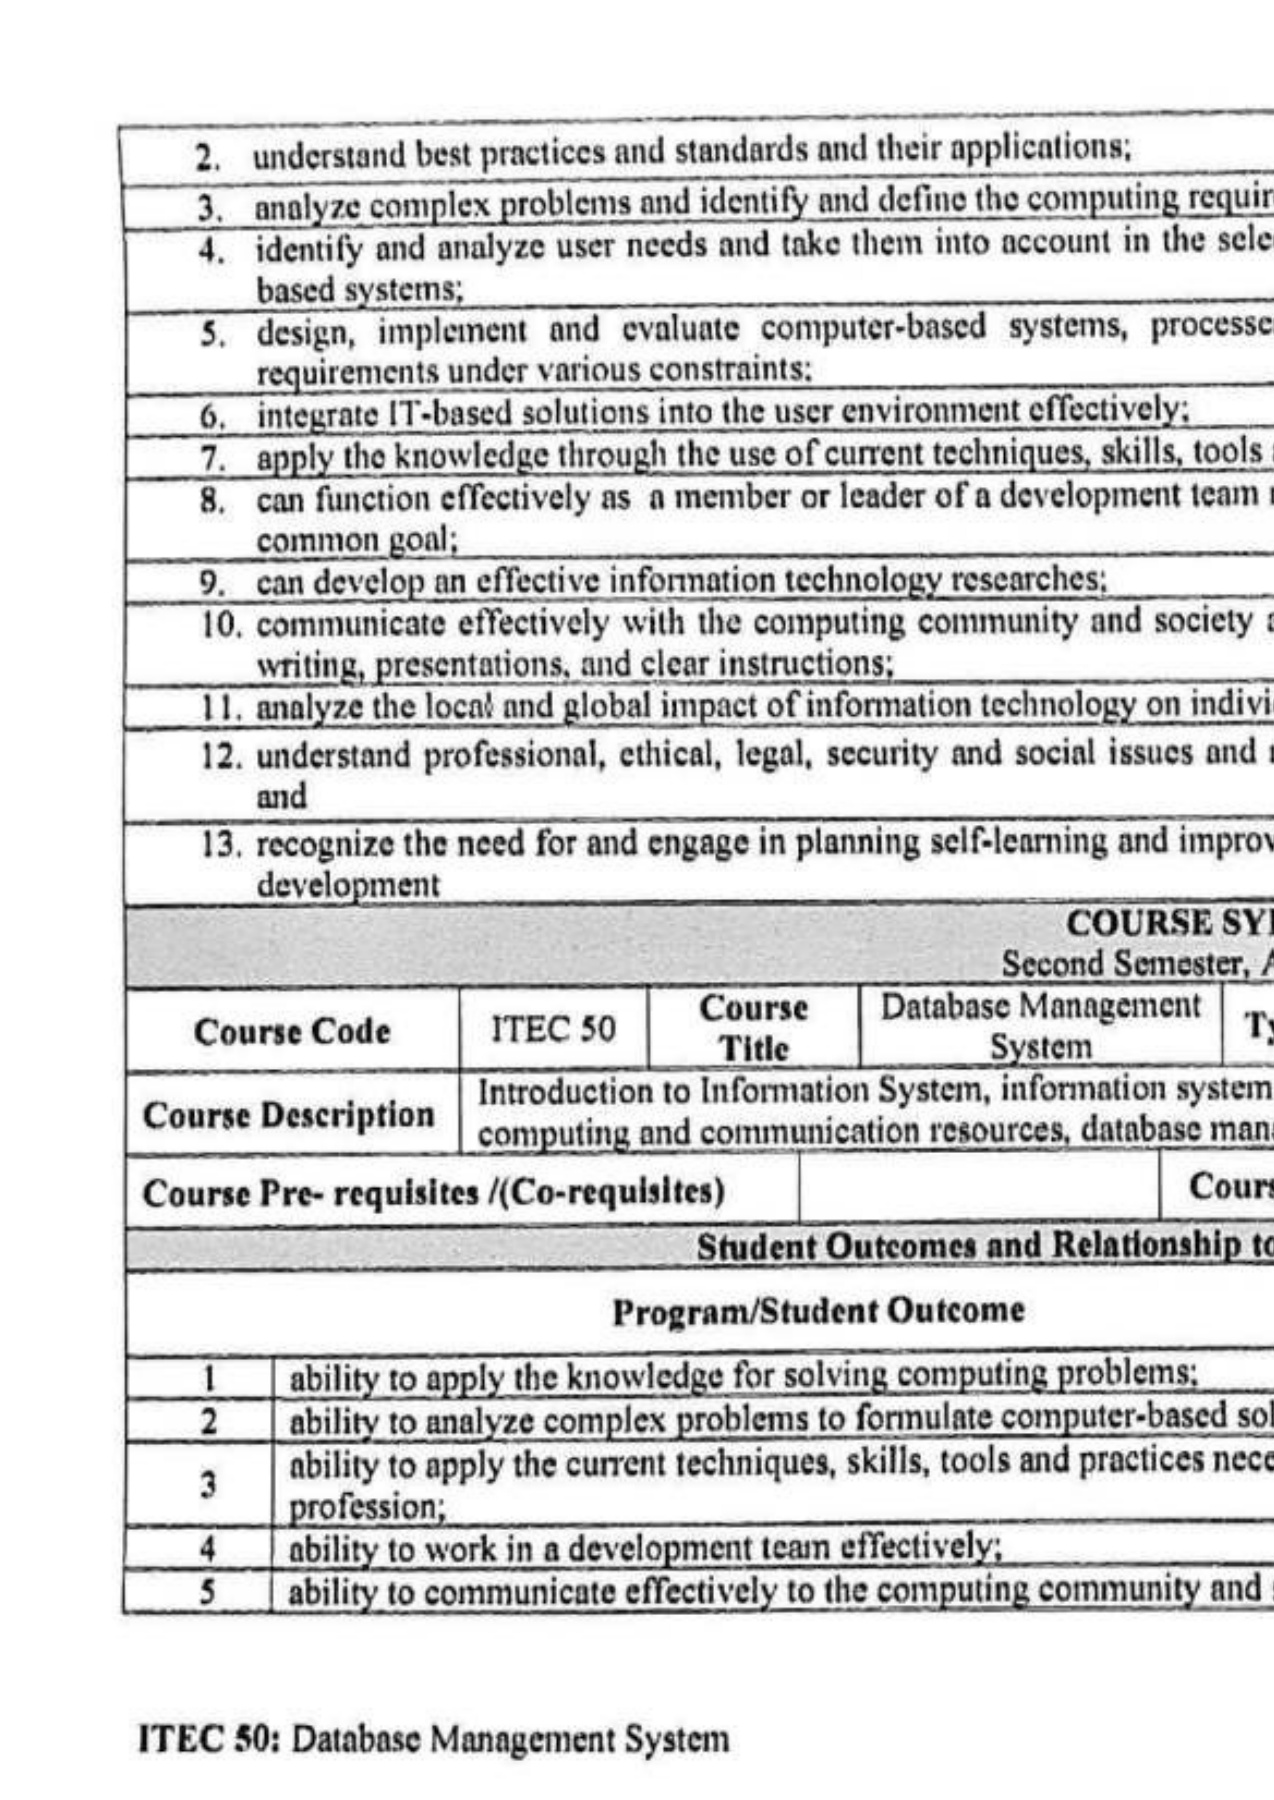 2. understand best practices and standards and their applications;
3. analyze complex problems and identify and define the computing requir
4. identify and analyze user needs and take them into account in the sele
based systems;
5. design, implement and evaluate computer-based systems, processe
requirements under various constraints;
6. integrate IT-based solutions into the user environment effectively;
7. apply the knowledge through the use of current techniques, skills, tools
8. can function effectively as a member or leader of a development team
common goal;
9. can develop an effective information technology researches;
10. communicate effectively with the computing community and society
writing, presentations, and clear instructions;
11. analyze the local and global impact of information technology on indivi
12. understand professional, ethical, legal, security and social issues and
and
13. recognize the need for and engage in planning self-learning and improv
development
COURSE SYL
Second Semester, A
Course Code ITEC 50 Course Title Database Management System Ty
Course Description Introduction to Information System, information system
computing and communication resources, database man
Course Pre- requisites /(Co-requisites) Cours
Student Outcomes and Relationship to
Program/Student Outcome
1 ability to apply the knowledge for solving computing problems;
2 ability to analyze complex problems to formulate computer-based sol
3 ability to apply the current techniques, skills, tools and practices nece
profession;
4 ability to work in a development team effectively;
5 ability to communicate effectively to the computing community and
ITEC 50: Database Management System